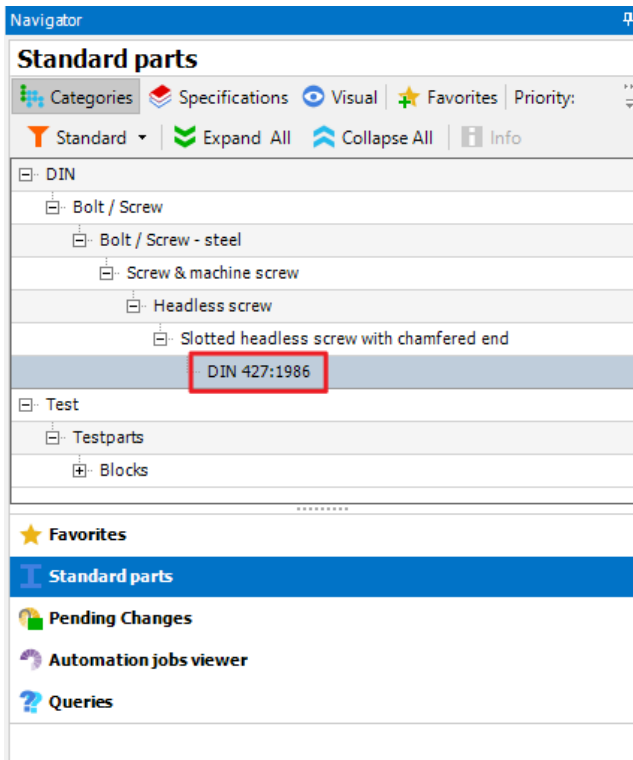 Navigator
Standard parts
Categories Specifications Visual Favorites Priority:
Standard Expand All Collapse All Info
DIN
Bolt / Screw
Bolt / Screw - steel
Screw & machine screw
Headless screw
Slotted headless screw with chamfered end
DIN 427:1986
Test
Testparts
Blocks
Favorites
Standard parts
Pending Changes
Automation jobs viewer
Queries